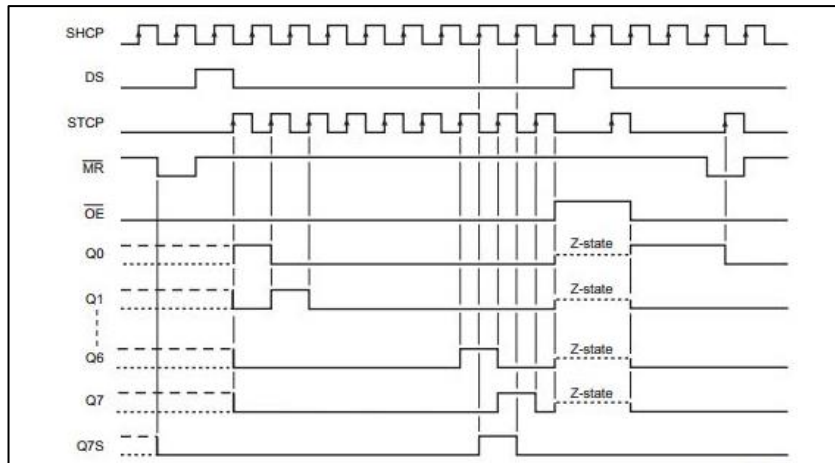 SHCP
DS
STCP
MR
OE
Q0
Z-state
Q1
Z-state
Q6
Z-state
Q7
Z-state
Q7S